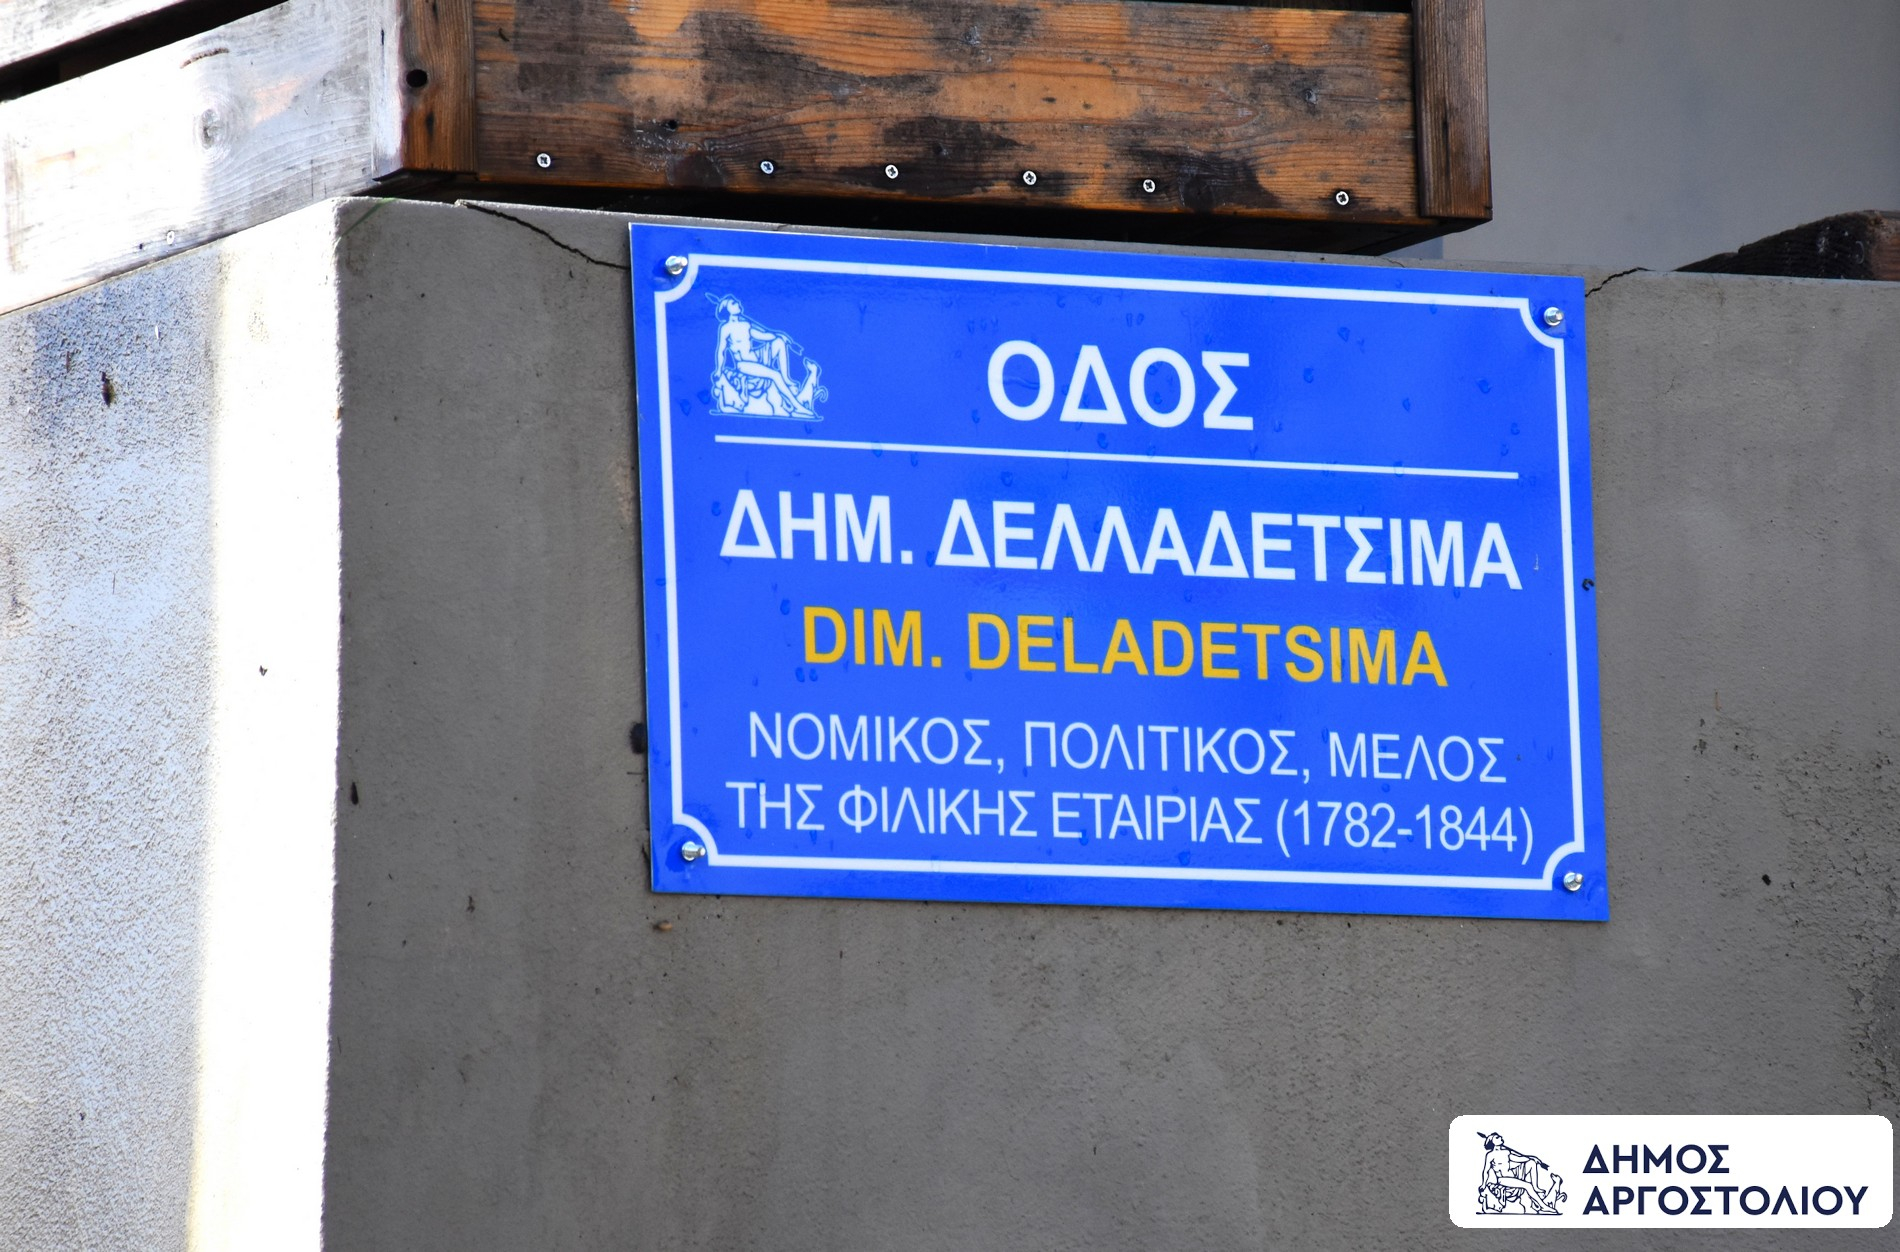 ΟΔΟΣ
ΔΗΜ. ΔΕΛΛΑΔΕΤΣΙΜΑ
DIM. DELADETSIMA
ΝΟΜΙΚΟΣ, ΠΟΛΙΤΙΚΟΣ, ΜΕΛΟΣ
ΤΗΣ ΦΙΛΙΚΗΣ ΕΤΑΙΡΙΑΣ (1782-1844)
ΔΗΜΟΣ
ΑΡΓΟΣΤΟΛΙΟΥ